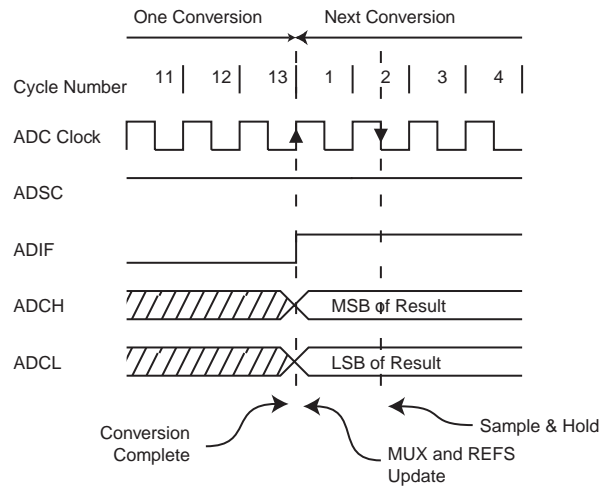 One Conversion Next Conversion
Cycle Number 11 12 13 1 2 3 4
ADC Clock
ADSC
ADIF
ADCH MSB of Result
ADCL LSB of Result
Sample & Hold
Conversion
Complete
MUX and REFS
Update